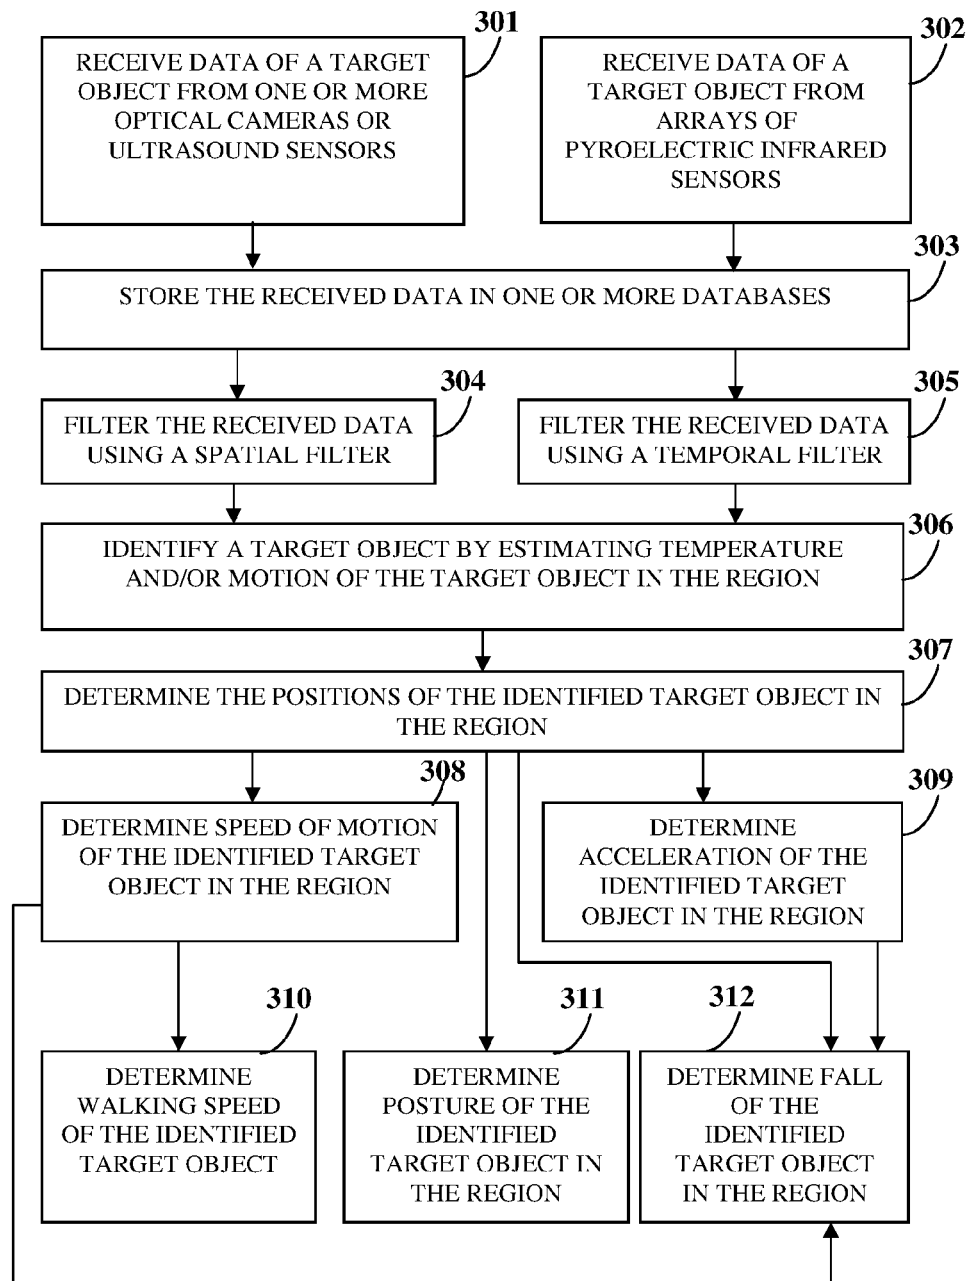 301
RECEIVE DATA OF A TARGET
OBJECT FROM ONE OR MORE
OPTICAL CAMERAS OR
ULTRASOUND SENSORS
302
RECEIVE DATA OF A
TARGET OBJECT FROM
ARRAYS OF
PYROELECTRIC INFRARED
SENSORS
303
STORE THE RECEIVED DATA IN ONE OR MORE DATABASES
304
FILTER THE RECEIVED DATA
USING A SPATIAL FILTER
305
FILTER THE RECEIVED DATA
USING A TEMPORAL FILTER
306
IDENTIFY A TARGET OBJECT BY ESTIMATING TEMPERATURE
AND/OR MOTION OF THE TARGET OBJECT IN THE REGION
307
DETERMINE THE POSITIONS OF THE IDENTIFIED TARGET OBJECT IN
THE REGION
308
DETERMINE SPEED OF MOTION
OF THE IDENTIFIED TARGET
OBJECT IN THE REGION
309
DETERMINE
ACCELERATION OF THE
IDENTIFIED TARGET
OBJECT IN THE REGION
310
DETERMINE
WALKING SPEED
OF THE IDENTIFIED
TARGET OBJECT
311
DETERMINE
POSTURE OF THE
IDENTIFIED
TARGET OBJECT IN
THE REGION
312
DETERMINE FALL
OF THE
IDENTIFIED
TARGET OBJECT
IN THE REGION